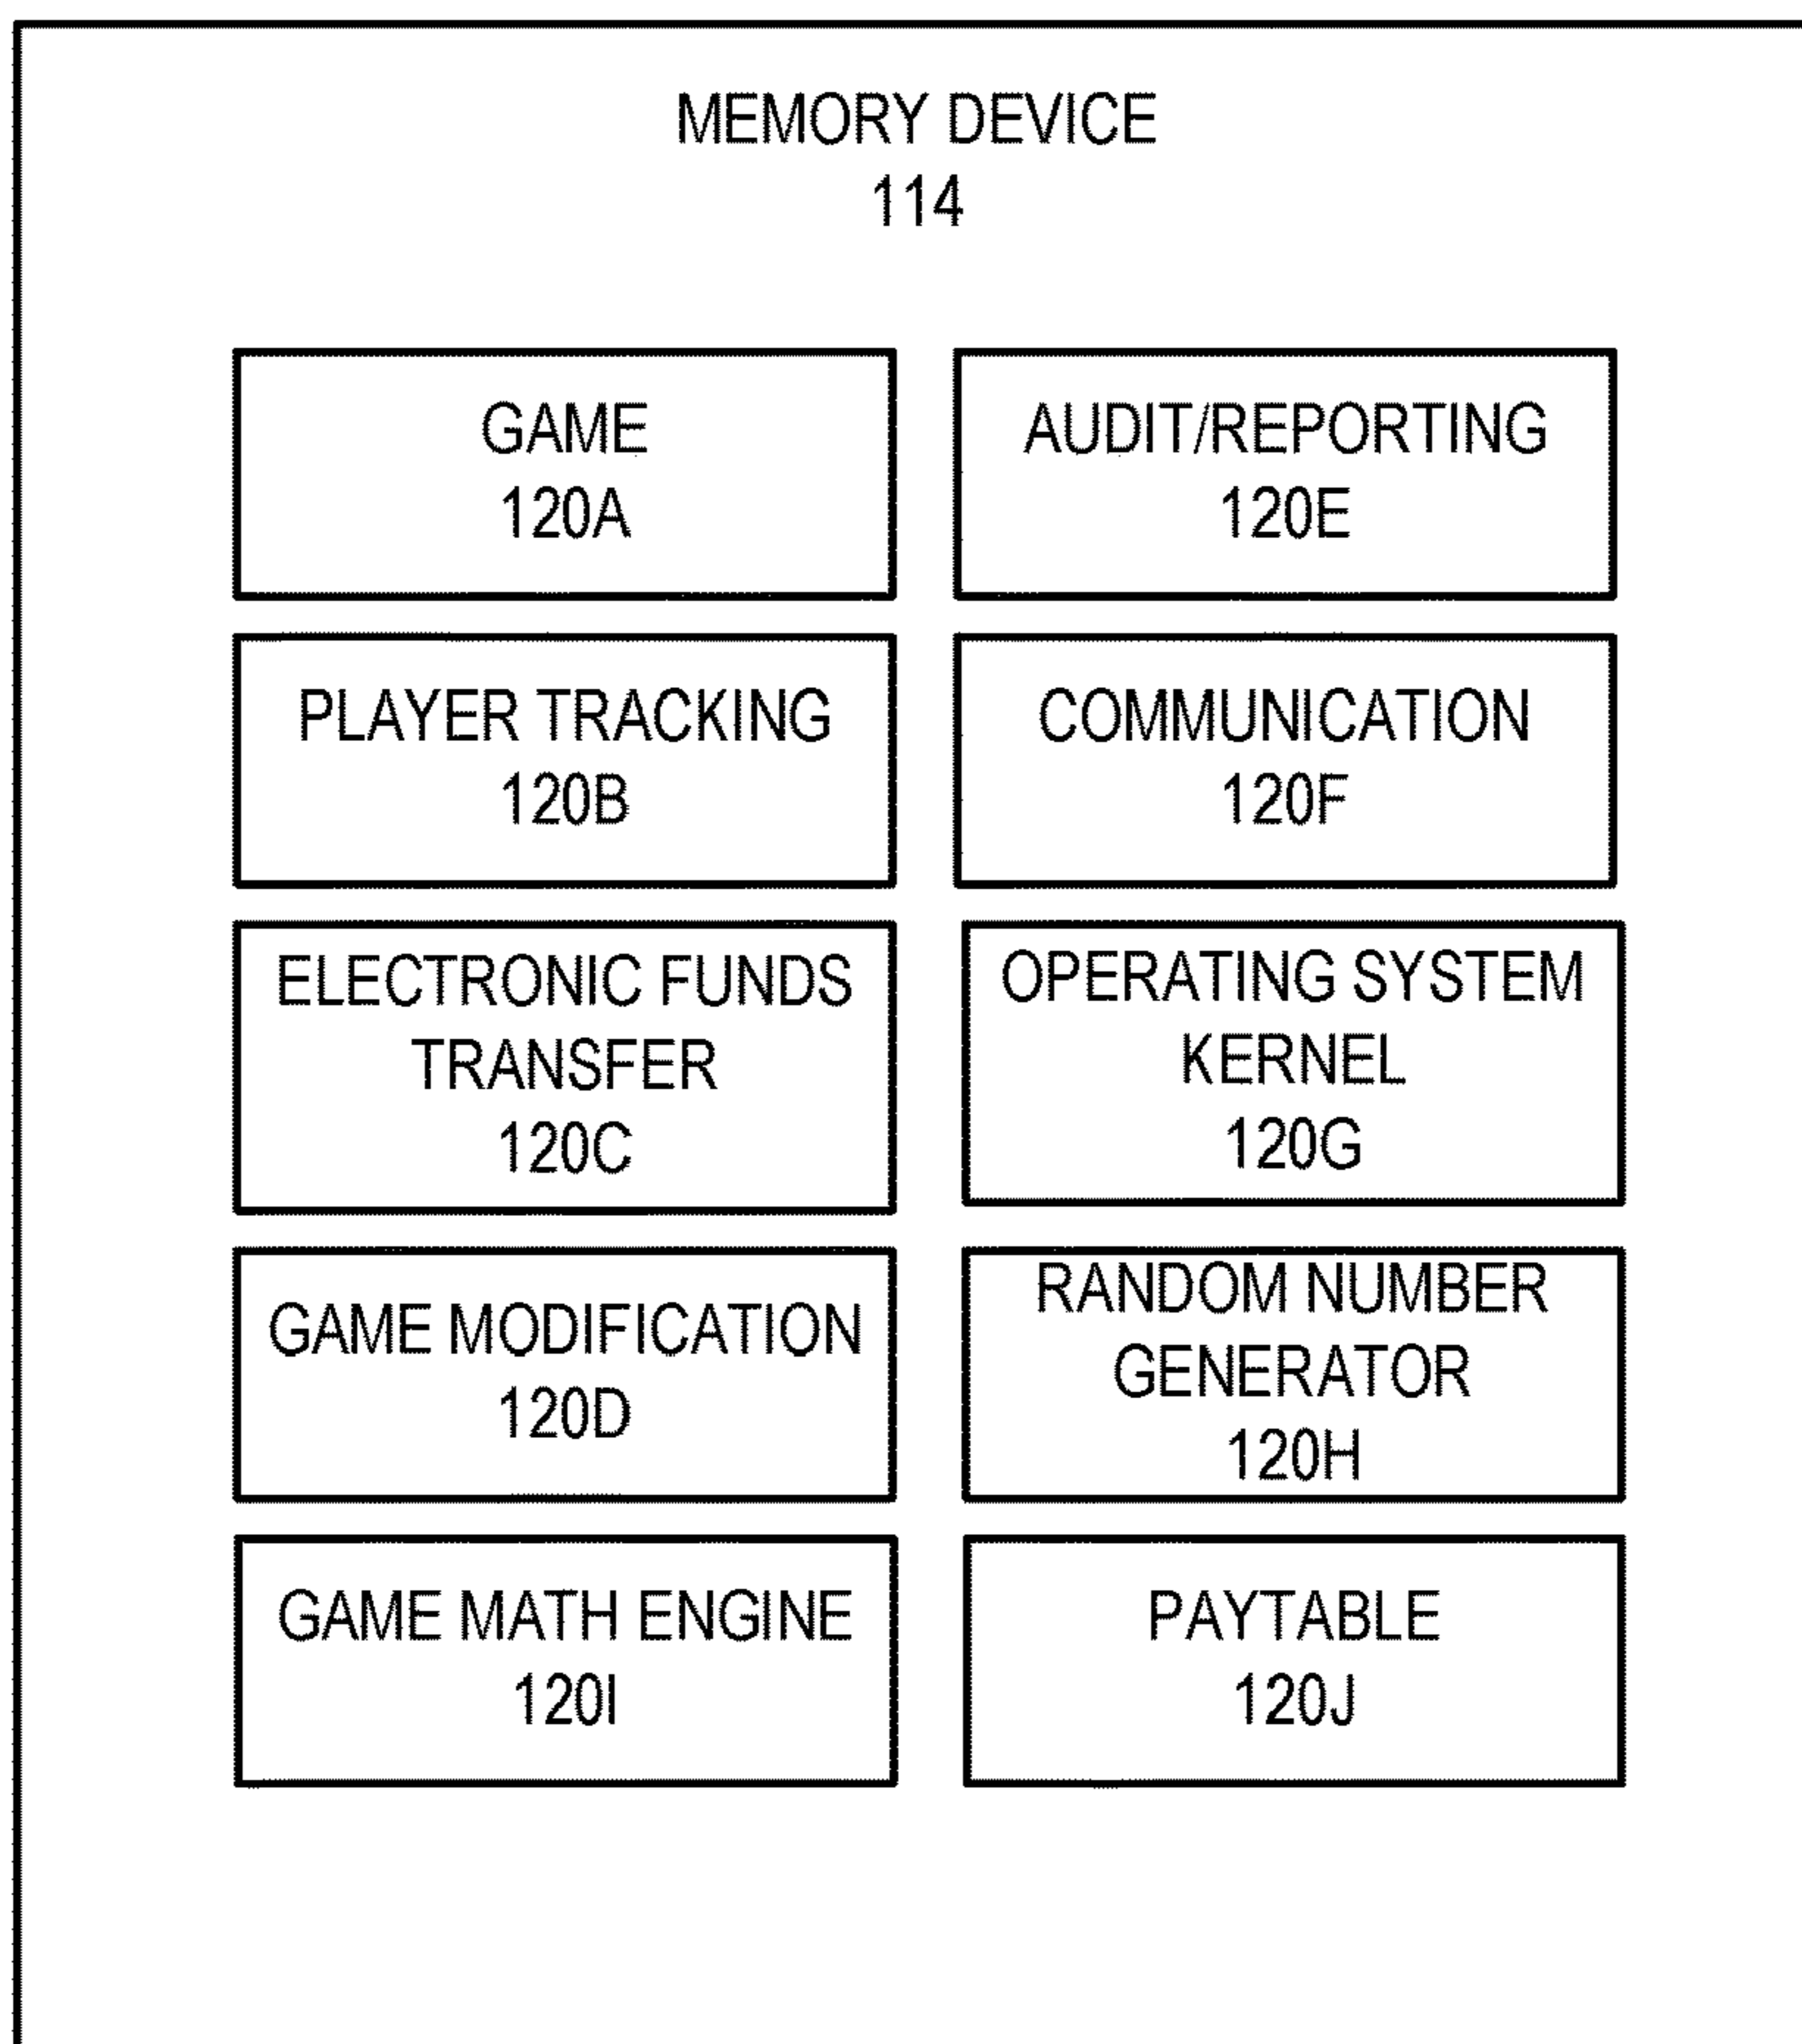 MEMORY DEVICE
114
GAME
120A
AUDIT/REPORTING
120E
PLAYER TRACKING
120B
COMMUNICATION
120F
ELECTRONIC FUNDS
TRANSFER
120C
OPERATING SYSTEM
KERNEL
120G
GAME MODIFICATION
120D
RANDOM NUMBER
GENERATOR
120H
GAME MATH ENGINE
120I
PAYTABLE
120J